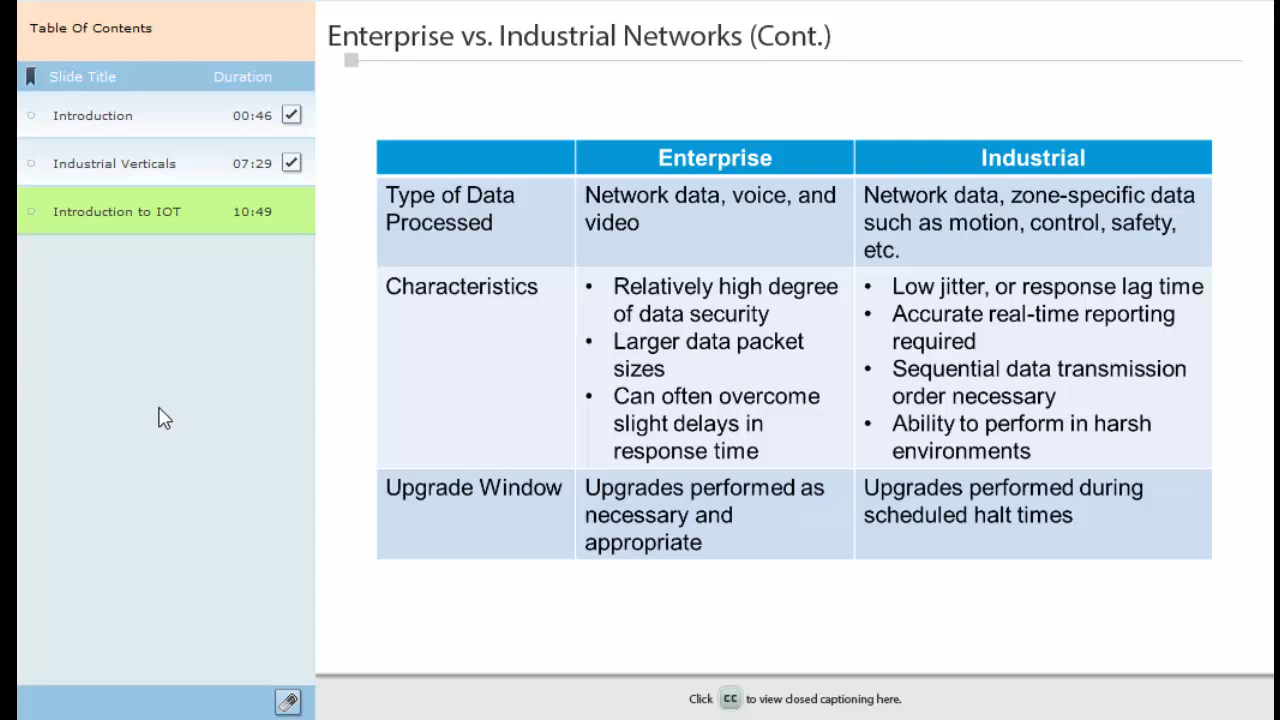 Table Of Contents
Slide Title Duration
Introduction 00:46
Industrial Verticals 07:29
Introduction to IOT 10:49
Enterprise vs. Industrial Networks (Cont.)
Enterprise Industrial
Type of Data
Processed
Network data, voice, and
video
Network data, zone-specific data
such as motion, control, safety,
etc.
Characteristics
• Relatively high degree
of data security
• Larger data packet
sizes
• Can often overcome
slight delays in
response time
• Low jitter, or response lag time
• Accurate real-time reporting
required
• Sequential data transmission
order necessary
• Ability to perform in harsh
environments
Upgrade Window
Upgrades performed as
necessary and
appropriate
Upgrades performed during
scheduled halt times
Click CC to view closed captioning here.